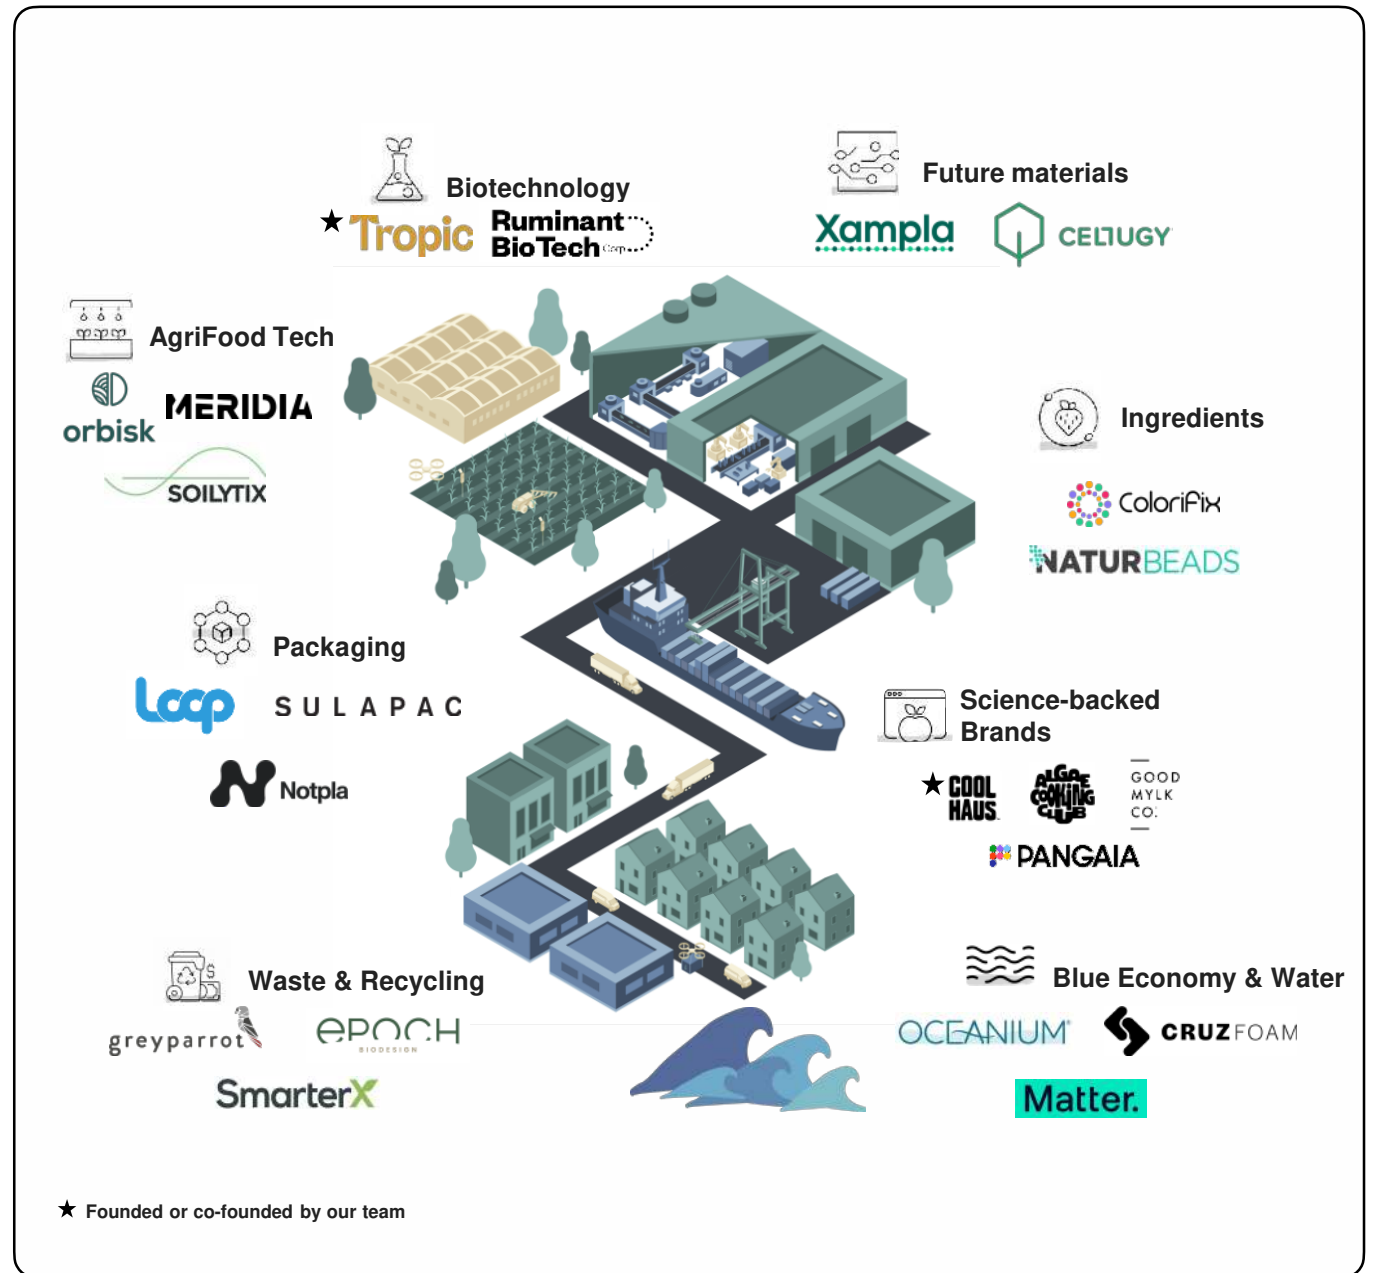 Biotechnology
Tropic
Ruminant
BioTech Corp
Future materials
Xampla
CELLUGY
AgriFood Tech
orbisk
MERIDIA
SOILYTIX
Ingredients
Colorifix
NATURBEADS
Packaging
Loop
SULAPAC
Notpla
Science-backed
Brands
COOL
HAUS
ALGAE
COOKING
CLUB
GOOD
MYLK
CO.
PANGAIA
Waste & Recycling
greyparrot
EPOCH
BIODESIGN
SmarterX
Blue Economy & Water
OCEANIUM
CRUZFOAM
Matter.
★ Founded or co-founded by our team